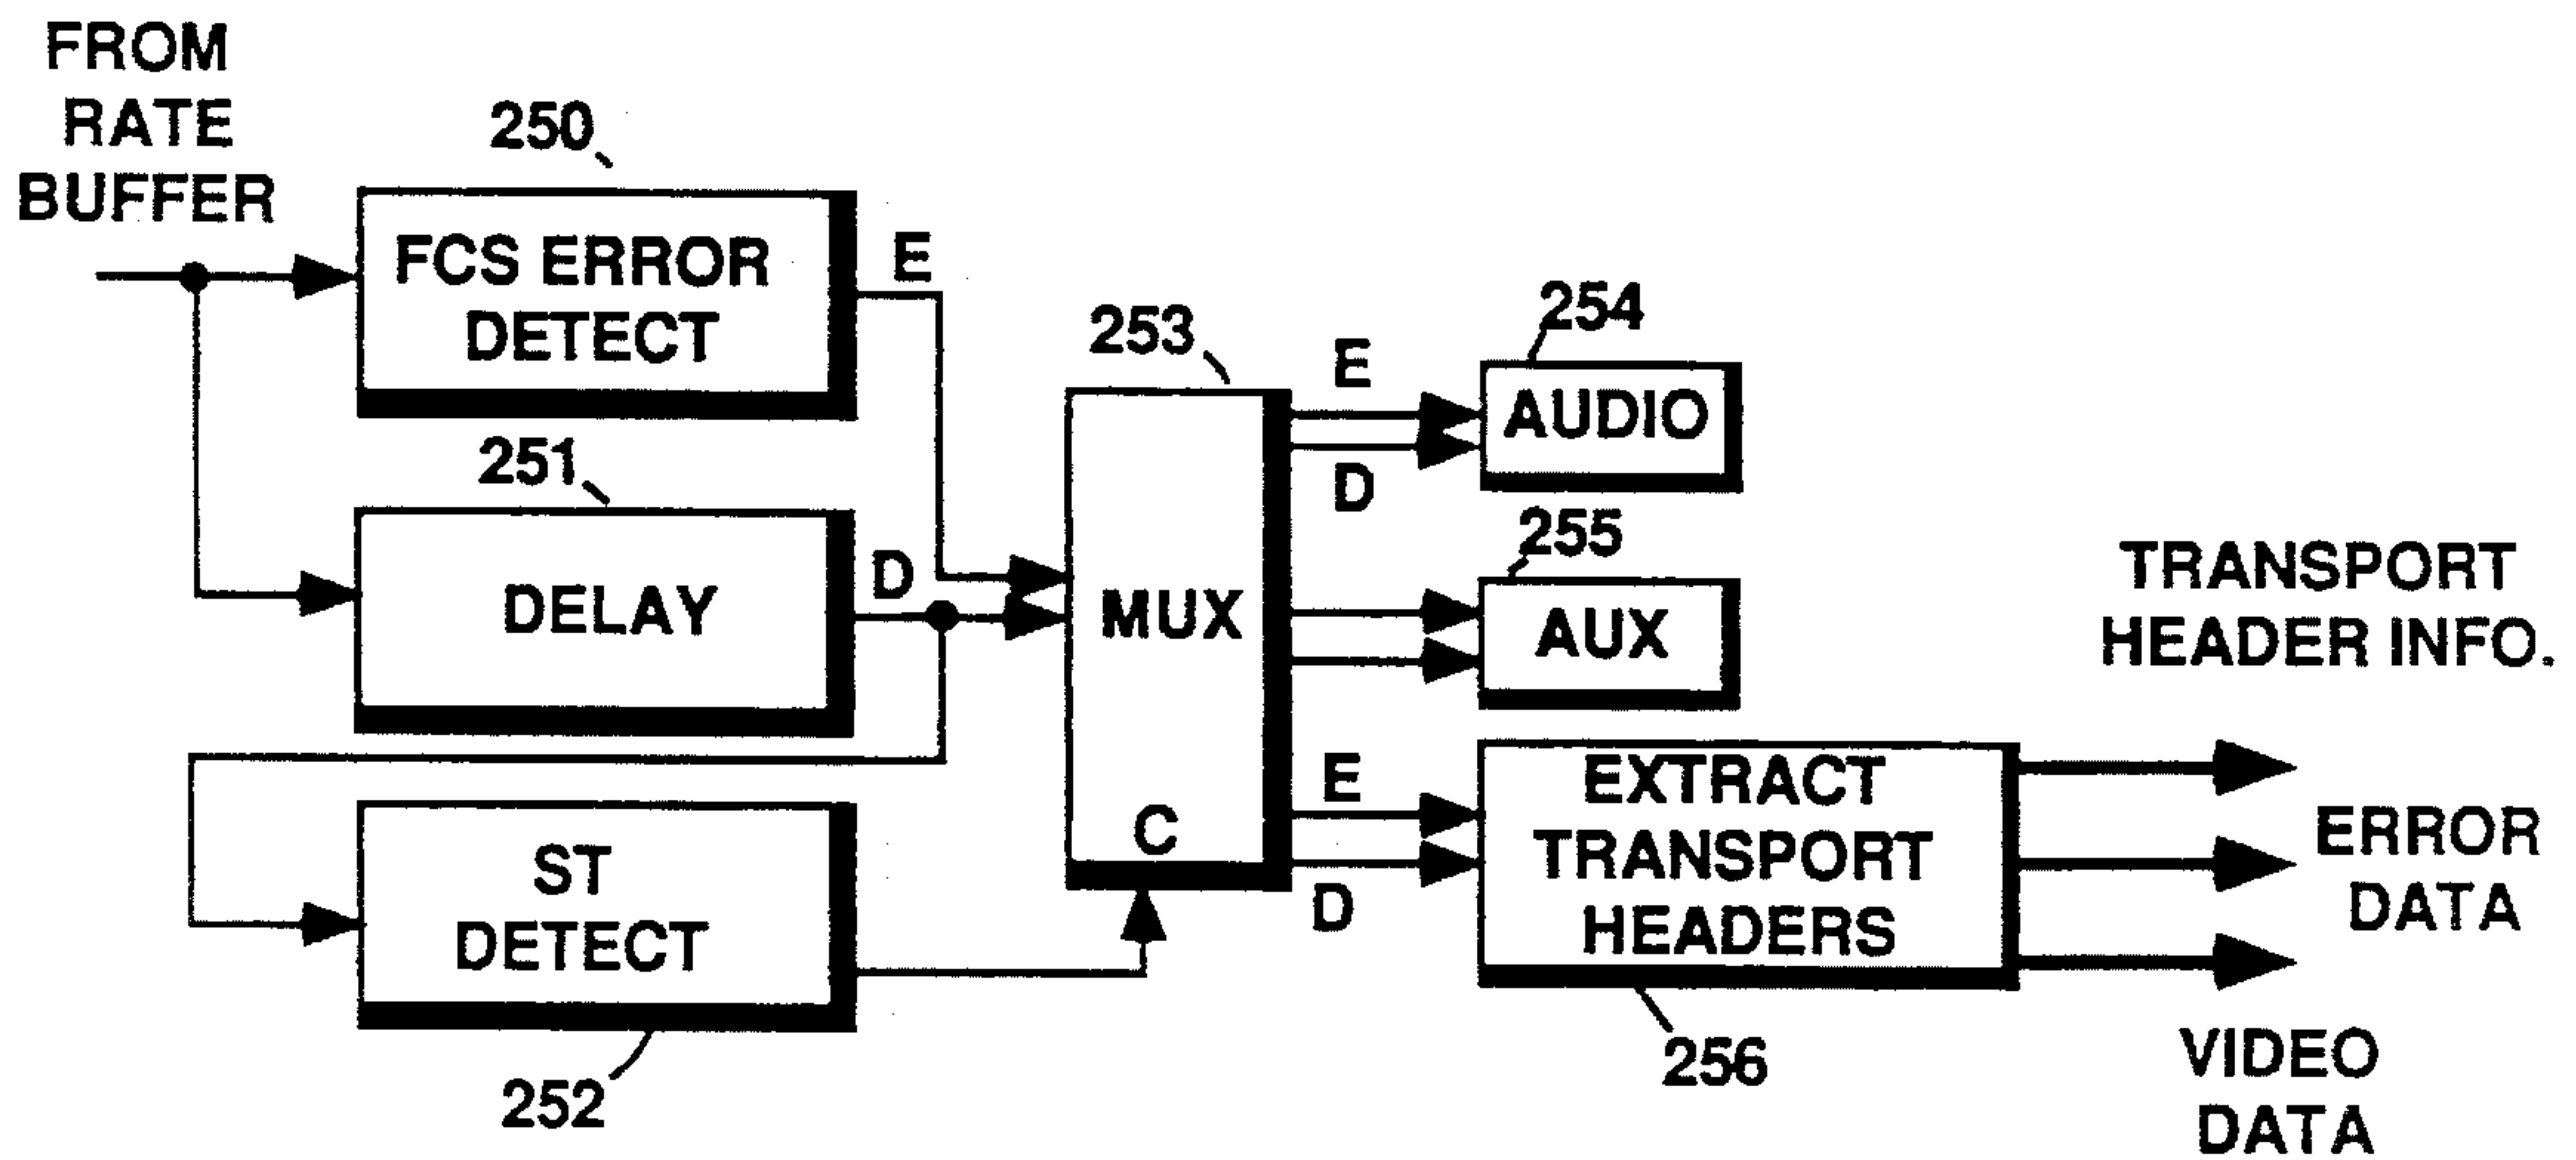 FROM
RATE
BUFFER
250
FCS ERROR
DETECT
E
251
DELAY
D
ST
DETECT
252
253
MUX
C
E
D
254
AUDIO
255
AUX
E
D
EXTRACT
TRANSPORT
HEADERS
256
TRANSPORT
HEADER INFO.
ERROR
DATA
VIDEO
DATA